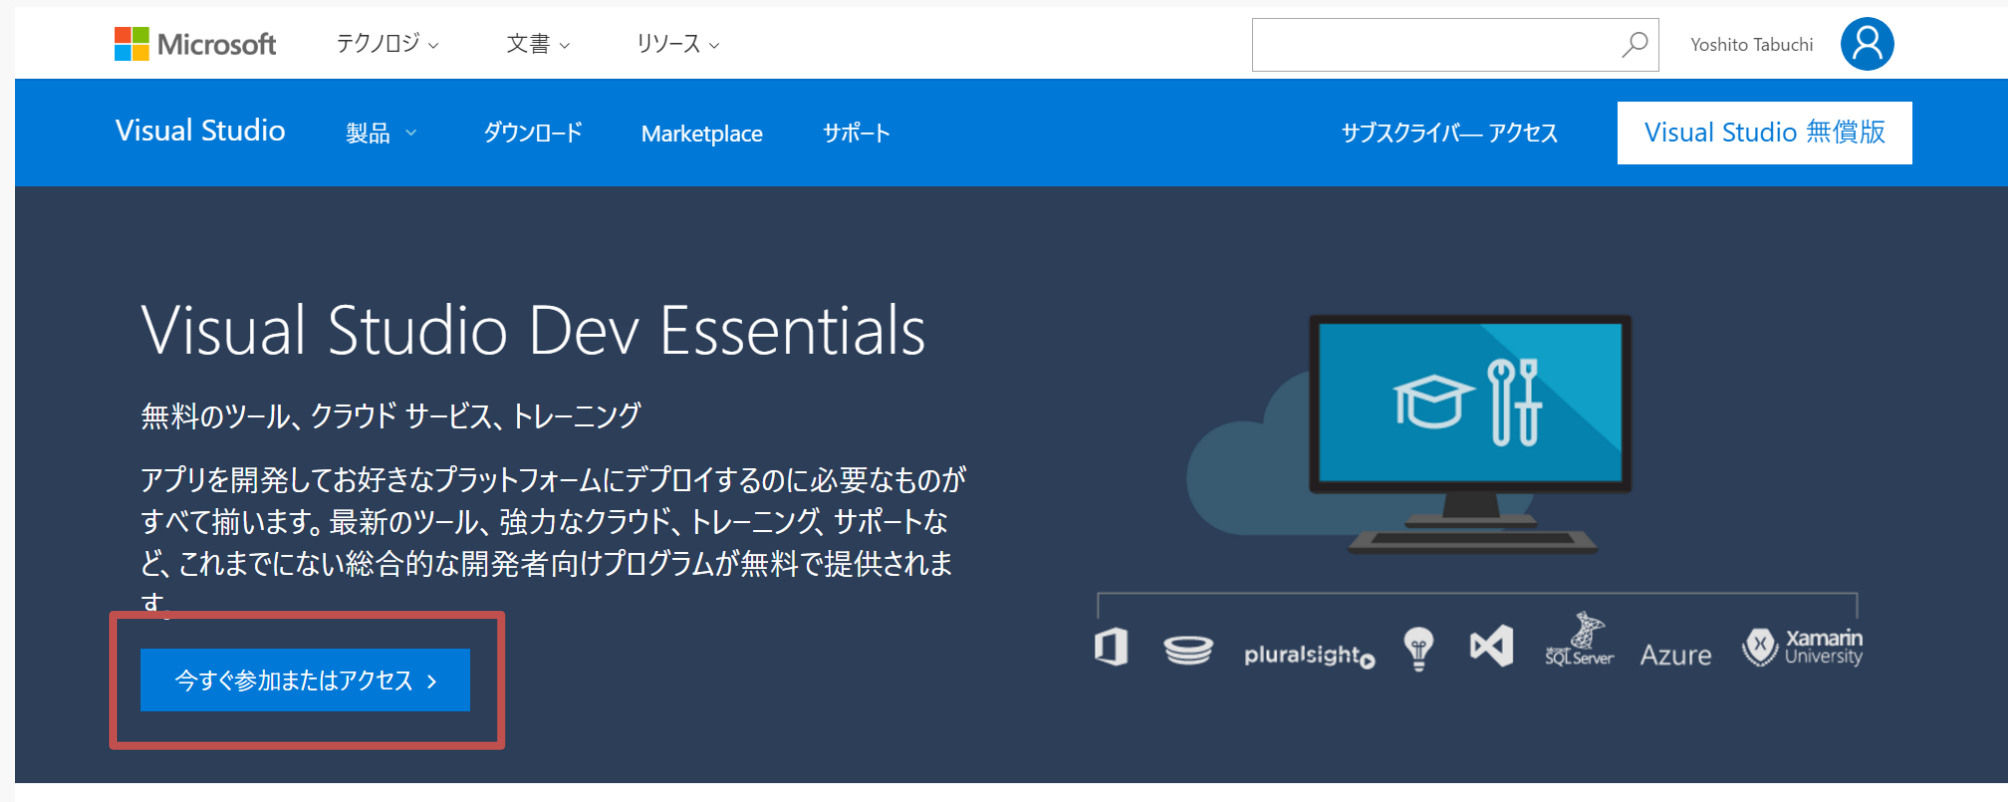 Microsoft テクノロジ 文書 リソース Yoshito Tabuchi
Visual Studio 製品 ダウンロード Marketplace サポート サブスクライバー アクセス Visual Studio 無償版
Visual Studio Dev Essentials
無料のツール、クラウド サービス、トレーニング
アプリを開発してお好きなプラットフォームにデプロイするのに必要なものが
すべて揃います。最新のツール、強力なクラウド、トレーニング、サポートな
ど、これまでにない総合的な開発者向けプログラムが無料で提供されま
す。
今すぐ参加またはアクセス
pluralsight SQL Server Azure Xamarin University